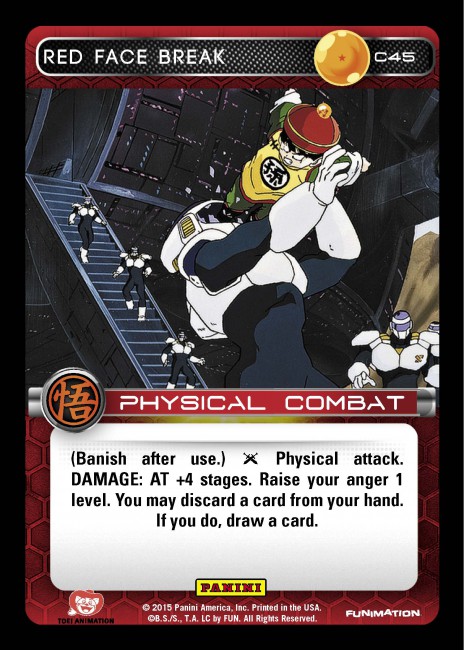 RED FACE BREAK C45
悟
PHYSICAL COMBAT
(Banish after use.) Physical attack.
DAMAGE: AT +4 stages. Raise your anger 1
level. You may discard a card from your hand.
If you do, draw a card.
PANINI
TOEI ANIMATION
© 2015 Panini America, Inc. Printed in the USA.
©B.S./S., T.A. LC by FUN. All Rights Reserved.
FUNIMATION